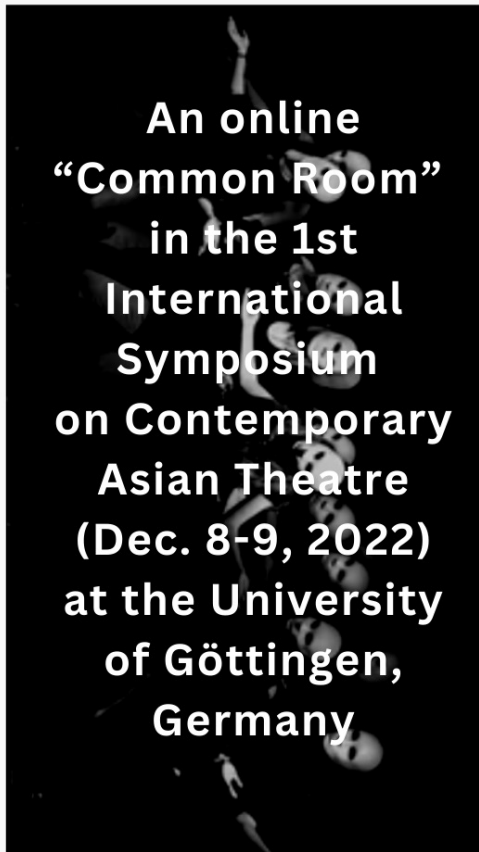 An online
“Common Room”
in the 1st
International
Symposium
on Contemporary
Asian Theatre
(Dec. 8-9, 2022)
at the University
of Göttingen,
Germany